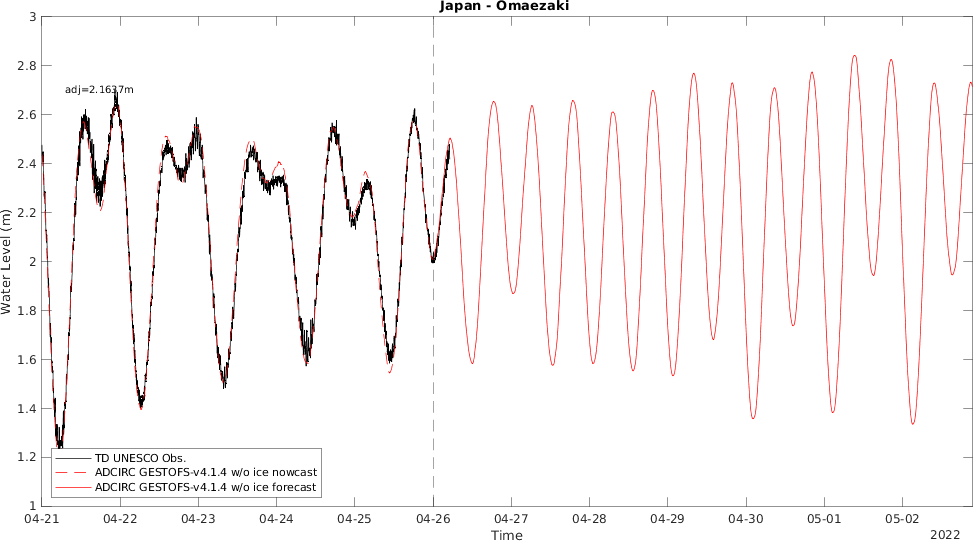 Japan - Omaezaki
3
2.8
adj=2.1637m
2.6
2.4
2.2
2
1.8
1.6
1.4
1.2
1
Water Level (m)
TD UNESCO Obs.
ADCIRC GESTOFS-v4.1.4 w/o ice nowcast
ADCIRC GESTOFS-v4.1.4 w/o ice forecast
04-21 04-22 04-23 04-24 04-25 04-26 04-27 04-28 04-29 04-30 05-01 05-02
Time
2022